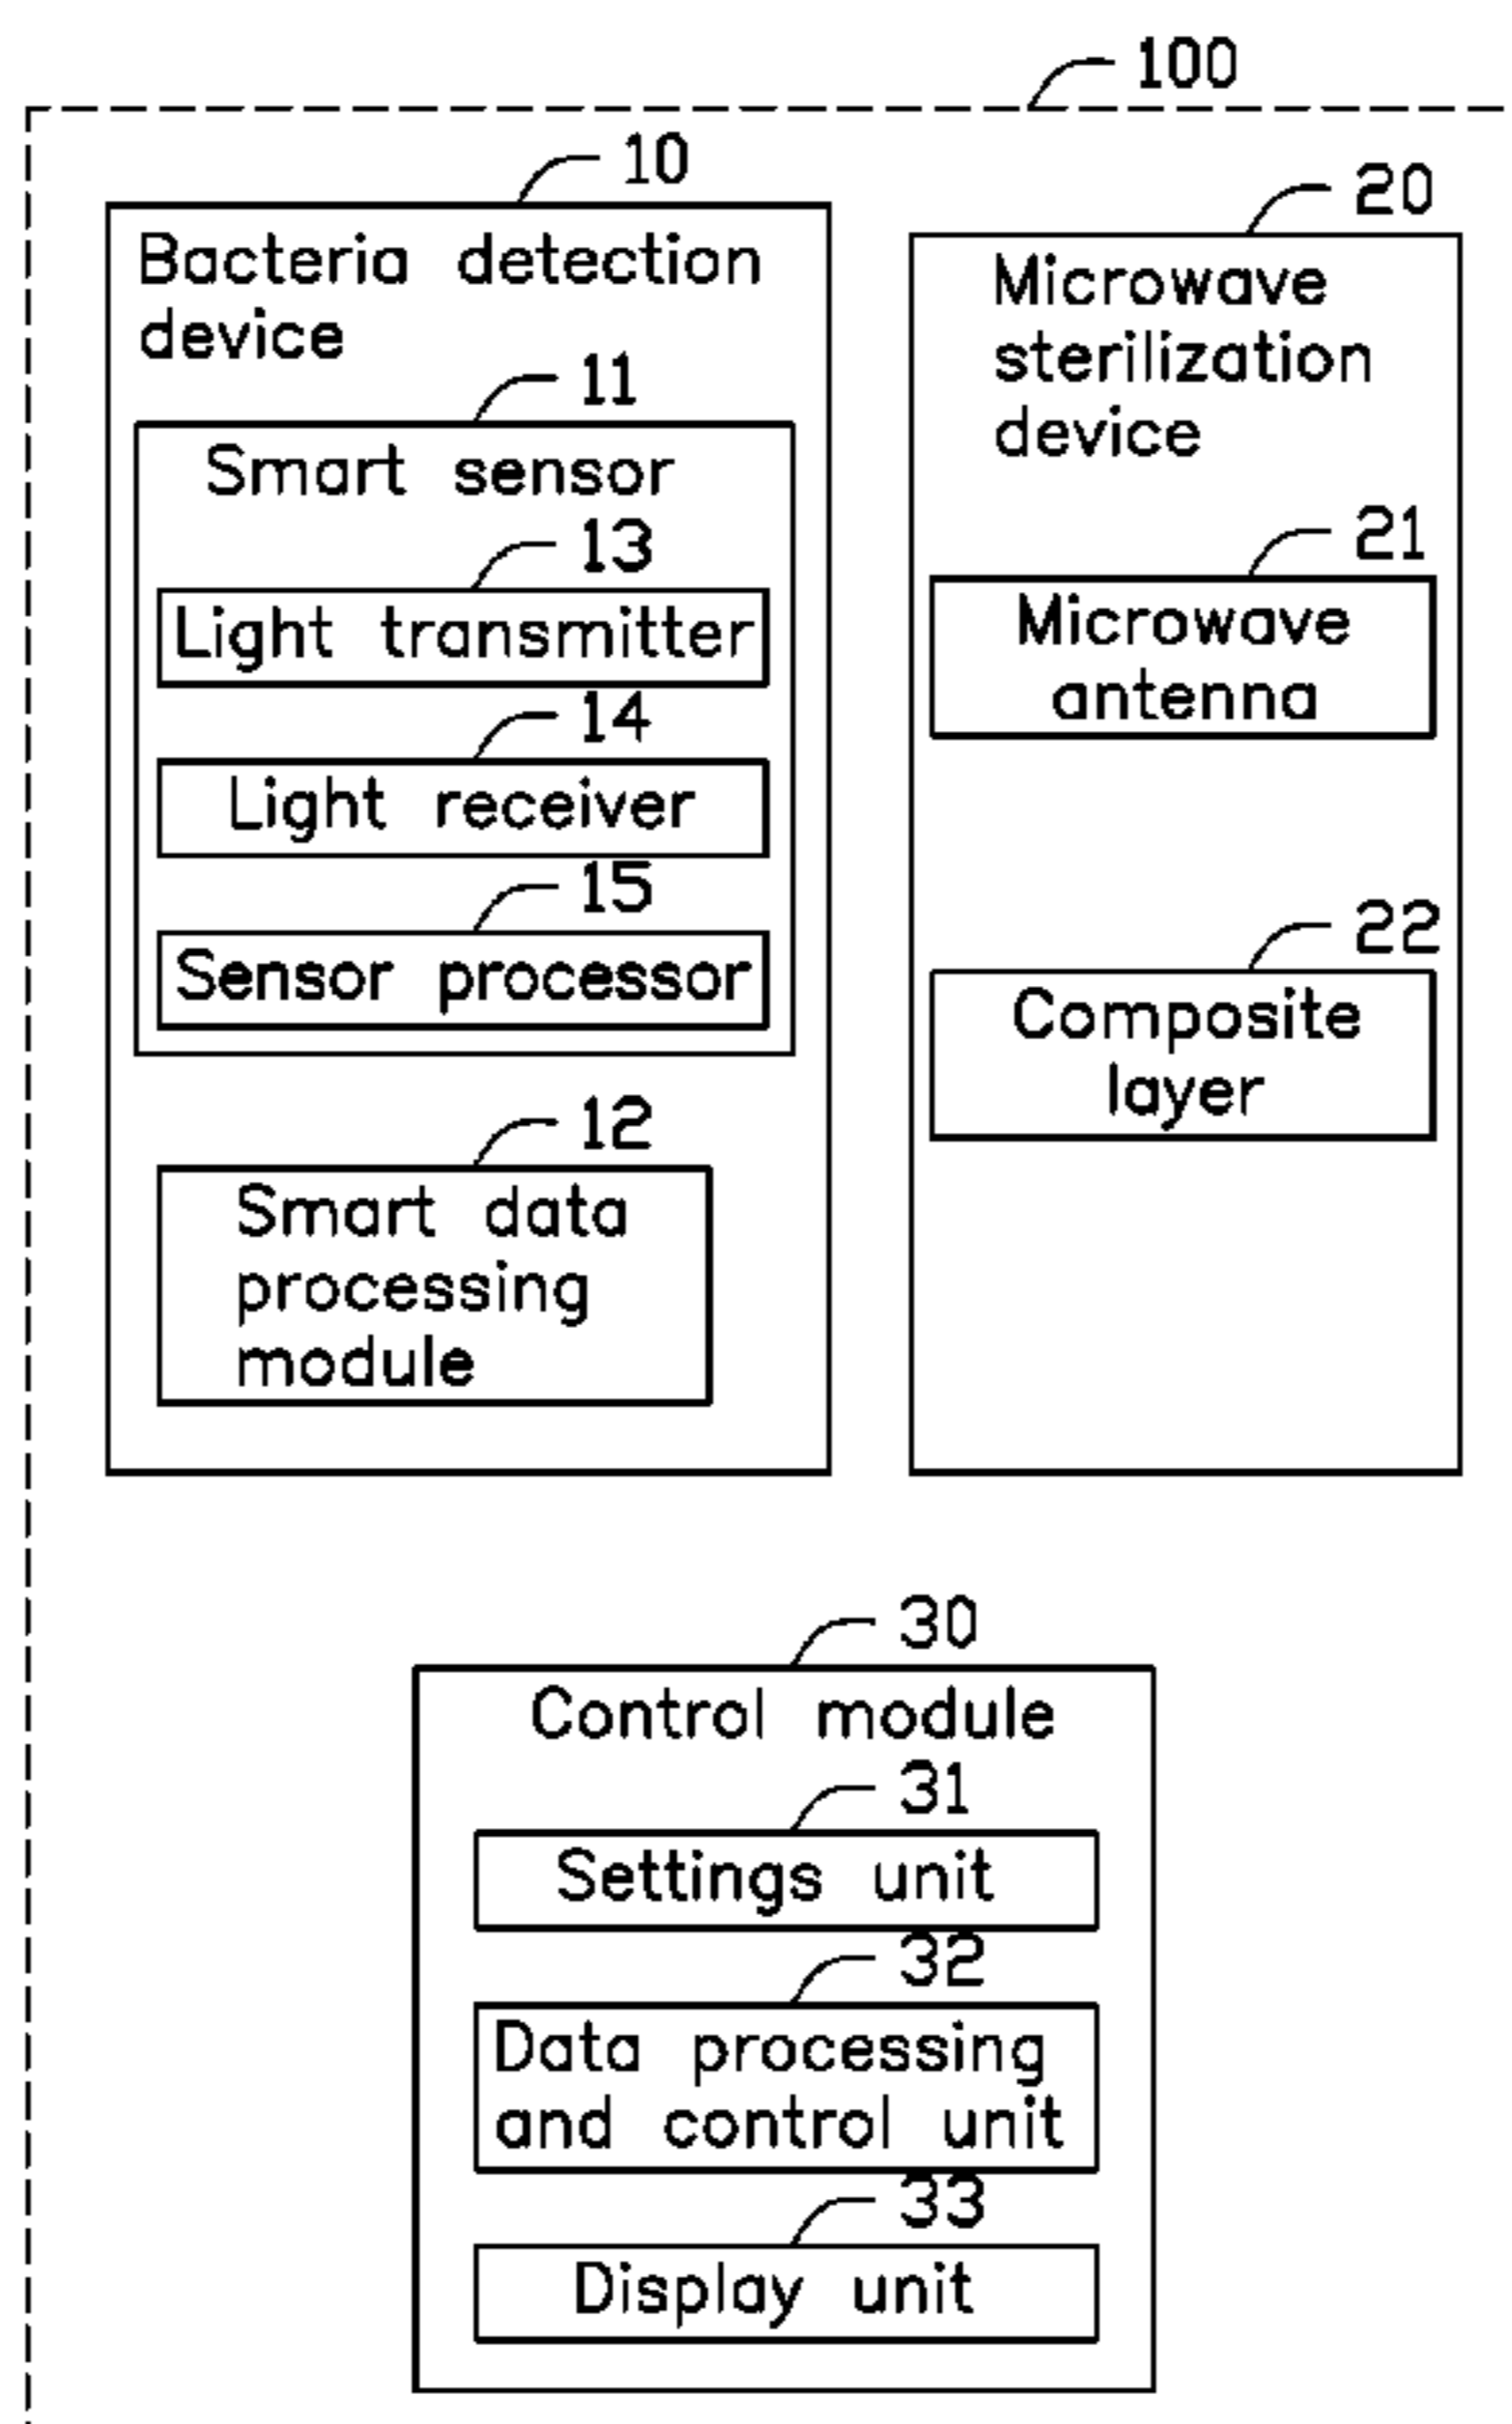 100
10
Bacteria detection
device
11
Smart sensor
13
Light transmitter
14
Light receiver
15
Sensor processor
12
Smart data
processing
module
20
Microwave
sterilization
device
21
Microwave
antenna
22
Composite
layer
30
Control module
31
Settings unit
32
Data processing
and control unit
33
Display unit